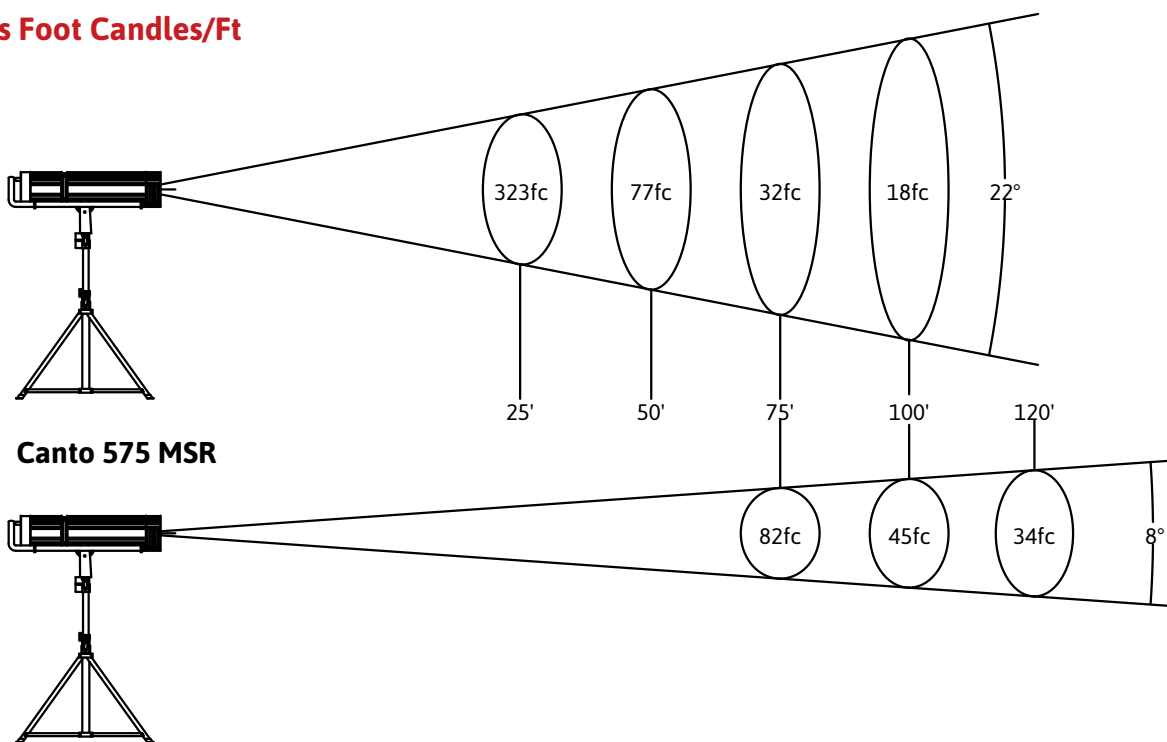 s Foot Candles/Ft
323fc 77fc 32fc 18fc 22°
25' 50' 75' 100' 120'
Canto 575 MSR
82fc 45fc 34fc 8°